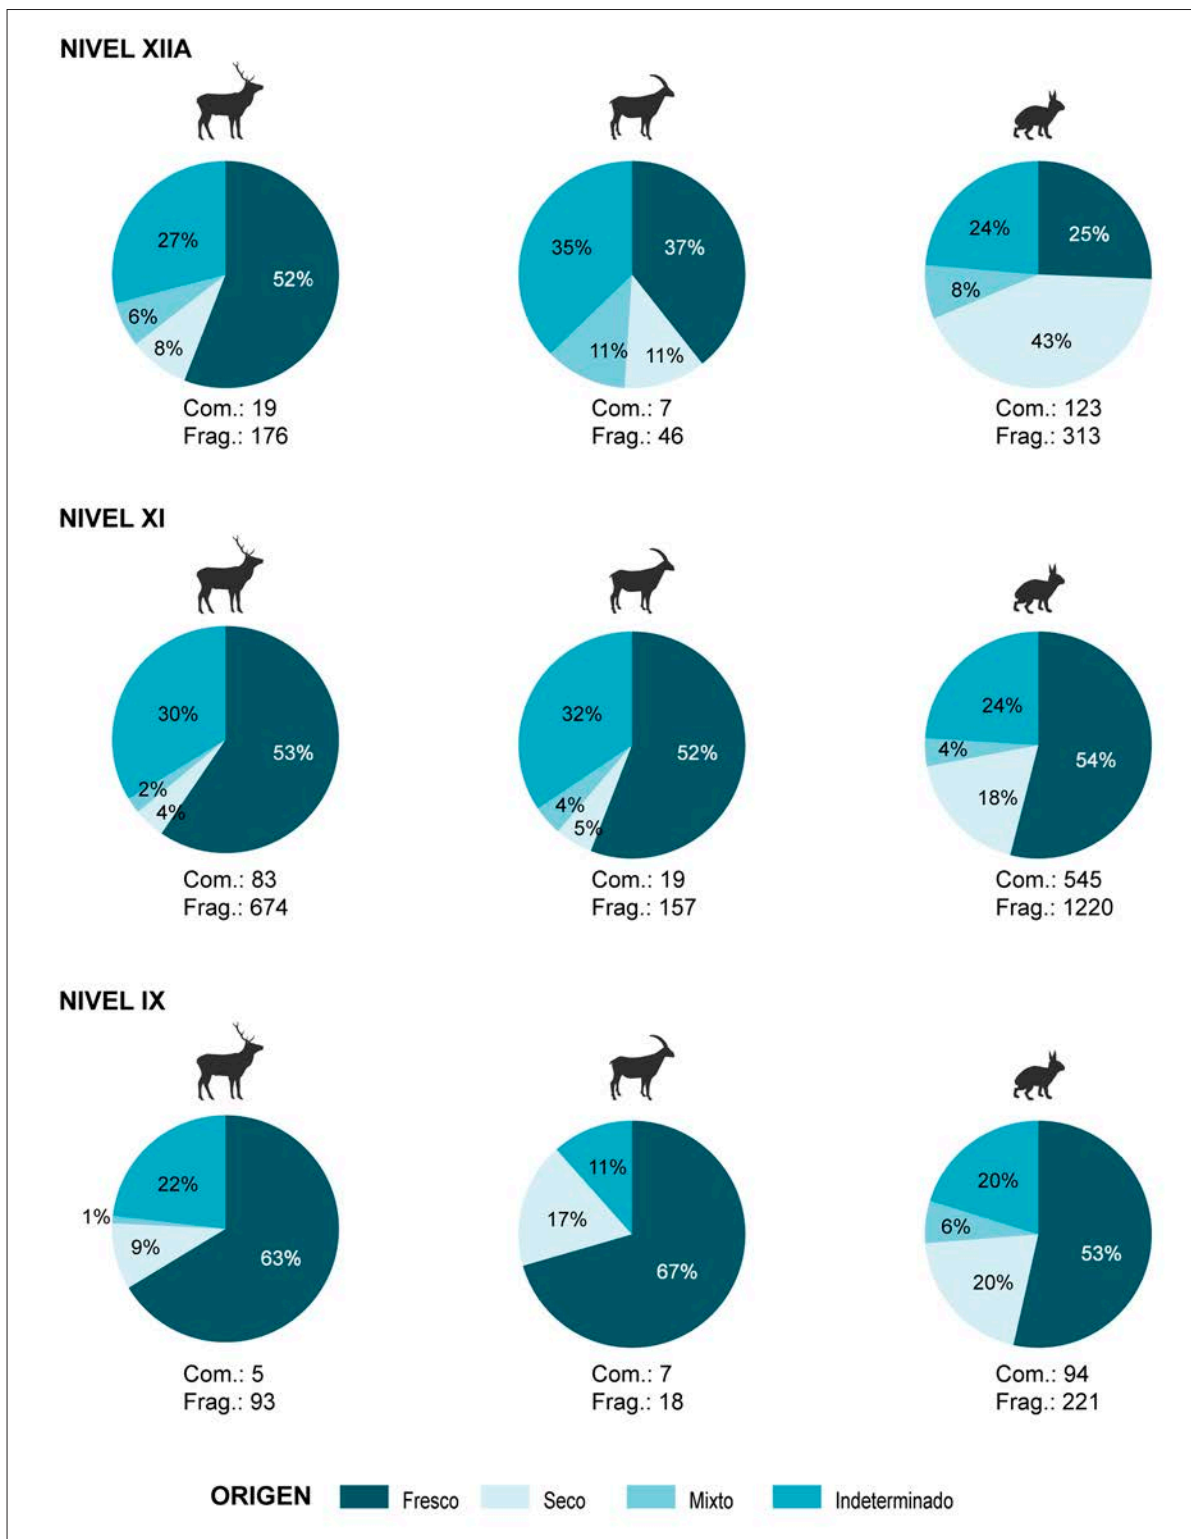 NIVEL XIIA
27%
52%
6%
8%
Com.: 19
Frag.: 176
35%
37%
11%
11%
Com.: 7
Frag.: 46
24%
25%
8%
43%
Com.: 123
Frag.: 313
NIVEL XI
30%
53%
2%
4%
Com.: 83
Frag.: 674
32%
52%
4%
5%
Com.: 19
Frag.: 157
24%
4%
54%
18%
Com.: 545
Frag.: 1220
NIVEL IX
22%
1%
9%
63%
Com.: 5
Frag.: 93
11%
17%
67%
Com.: 7
Frag.: 18
20%
6%
53%
20%
Com.: 94
Frag.: 221
ORIGEN Fresco Seco Mixto Indeterminado